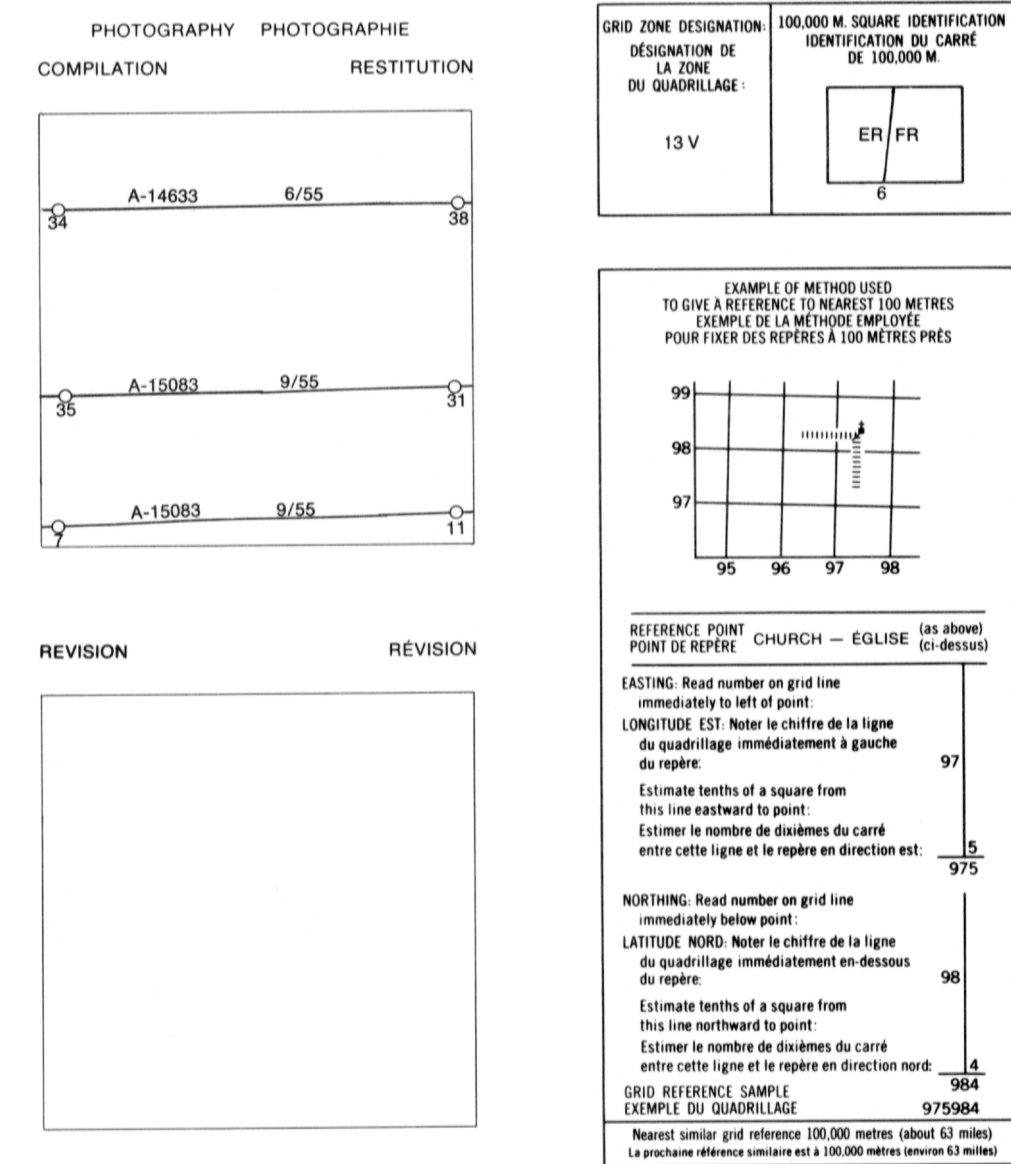 PHOTOGRAPHY PHOTOGRAPHIE
COMPILATION RESTITUTION
A-14633 6/55
34 38
A-15083 9/55
35 31
A-15083 9/55
7 11
REVISION RÉVISION
GRID ZONE DESIGNATION:
DÉSIGNATION DE
LA ZONE
DU QUADRILLAGE :
13 V
100,000 M. SQUARE IDENTIFICATION
IDENTIFICATION DU CARRÉ
DE 100,000 M.
ER FR
6
EXAMPLE OF METHOD USED
TO GIVE A REFERENCE TO NEAREST 100 METRES
EXEMPLE DE LA MÉTHODE EMPLOYÉE
POUR FIXER DES REPÈRES À 100 MÈTRES PRÈS
99
98
97
95 96 97 98
REFERENCE POINT
POINT DE REPÈRE
CHURCH — ÉGLISE
(as above)
(ci-dessus)
EASTING: Read number on grid line
immediately to left of point:
LONGITUDE EST: Noter le chiffre de la ligne
du quadrillage immédiatement à gauche
du repère: 97
Estimate tenths of a square from
this line eastward to point:
Estimer le nombre de dixièmes du carré
entre cette ligne et le repère en direction est: 5
975
NORTHING: Read number on grid line
immediately below point:
LATITUDE NORD: Noter le chiffre de la ligne
du quadrillage immédiatement en-dessous
du repère: 98
Estimate tenths of a square from
this line northward to point:
Estimer le nombre de dixièmes du carré
entre cette ligne et le repère en direction nord: 4
984
GRID REFERENCE SAMPLE
EXEMPLE DU QUADRILLAGE 975984
Nearest similar grid reference 100,000 metres (about 63 miles)
La prochaine référence similaire est à 100,000 mètres (environ 63 milles)